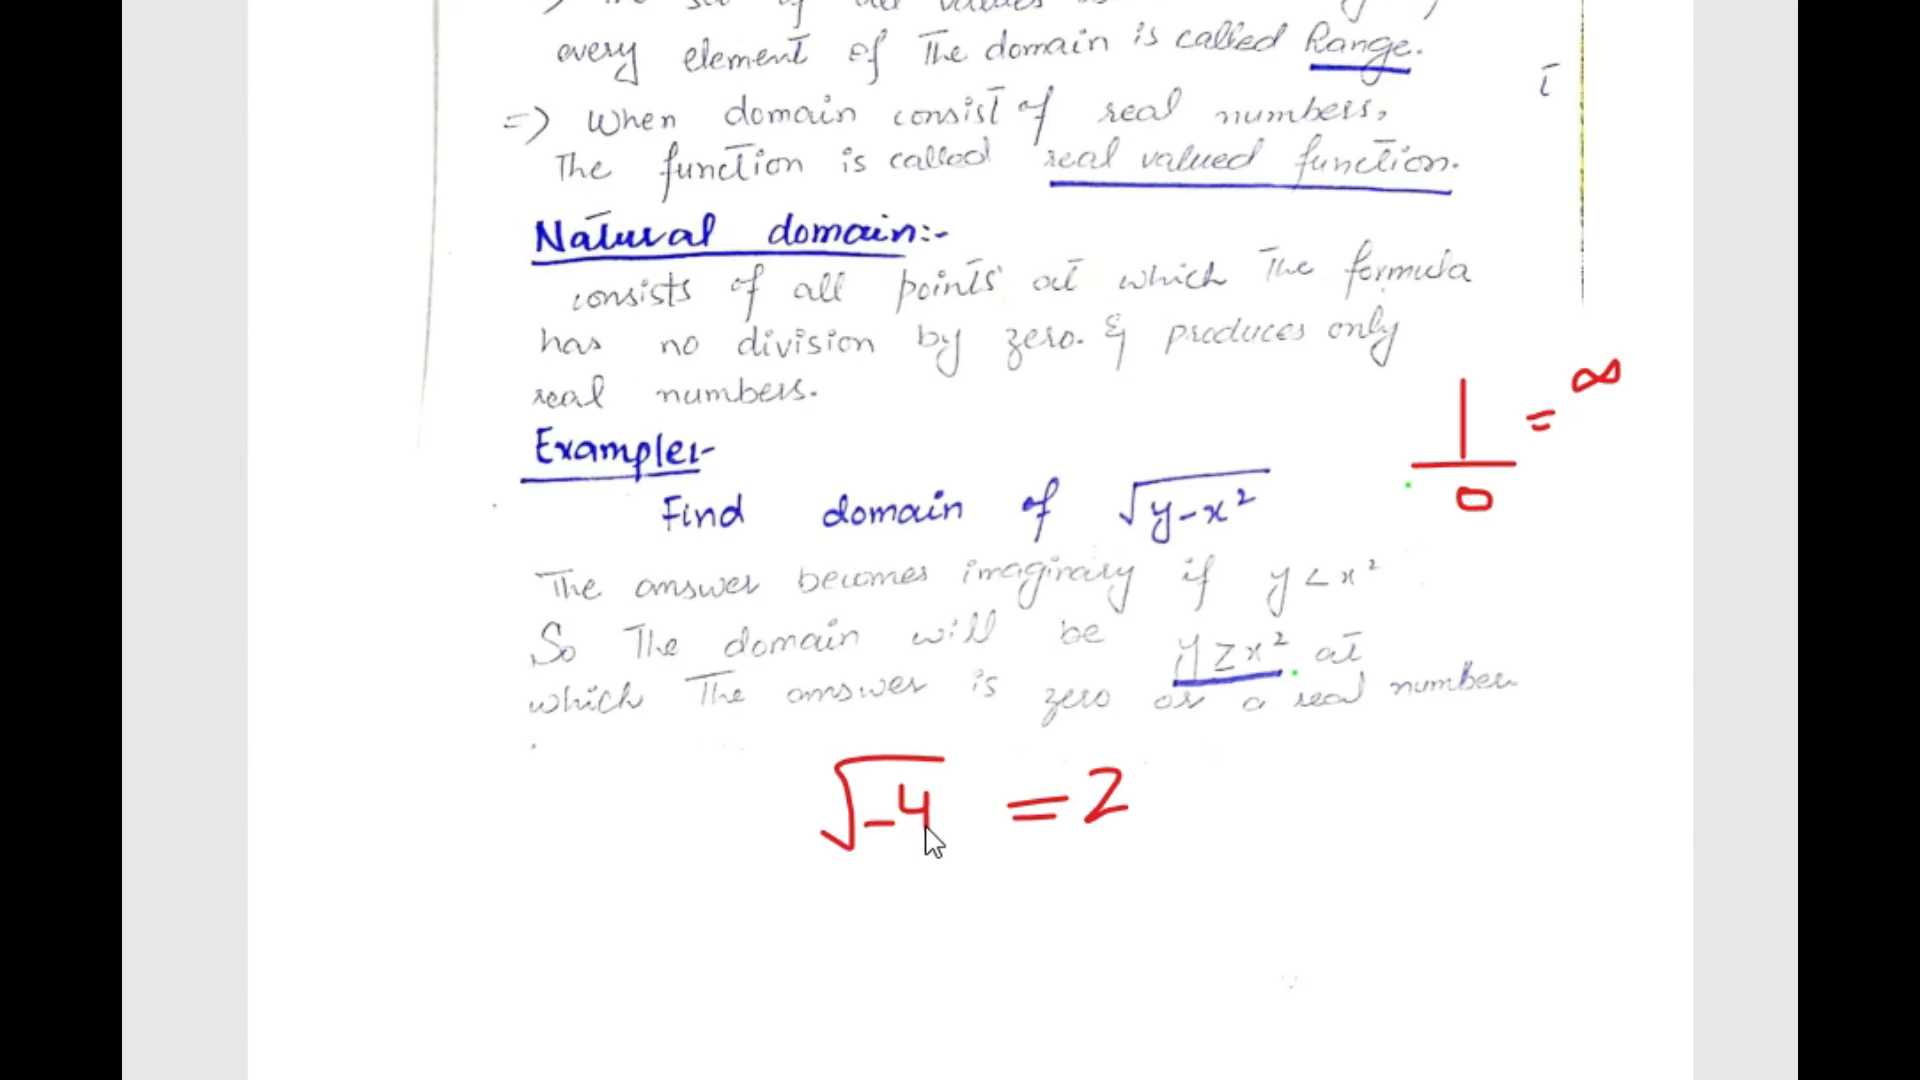 every element of The domain is called Range.
=> When domain consist of real numbers,
The function is called real valued function.
Natural domain:-
consists of all points at which The formula
has no division by zero. & produces only
real numbers.
1/0 = ∞
Example:-
Find domain of √y-x²
The answer becomes imaginary if y < x²
So The domain will be y ≥ x². at
which The answer is zero or a real number
√-4 = 2